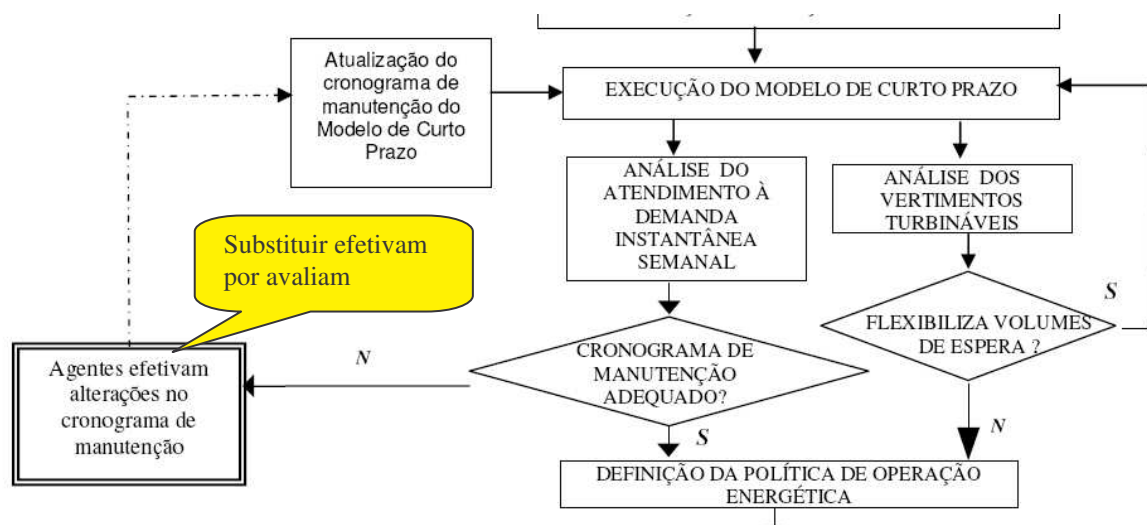 Atualização do
cronograma de
manutenção do
Modelo de Curto
Prazo
EXECUÇÃO DO MODELO DE CURTO PRAZO
ANÁLISE DO
ATENDIMENTO À
DEMANDA
INSTANTÂNEA
SEMANAL
ANÁLISE DOS
VERTIMENTOS
TURBINÁVEIS
Substituir efetivam
por avaliam
S
FLEXIBILIZA VOLUMES
DE ESPERA ?
N
CRONOGRAMA DE
MANUTENÇÃO
ADEQUADO?
Agentes efetivam
alterações no
cronograma de
manutenção
S
N
DEFINIÇÃO DA POLÍTICA DE OPERAÇÃO
ENERGÉTICA